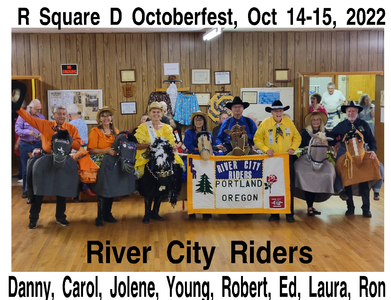 R Square D Octoberfest, Oct 14-15, 2022
RIVER CITY
RIDERS
PORTLAND
OREGON
River City Riders
Danny, Carol, Jolene, Young, Robert, Ed, Laura, Ron